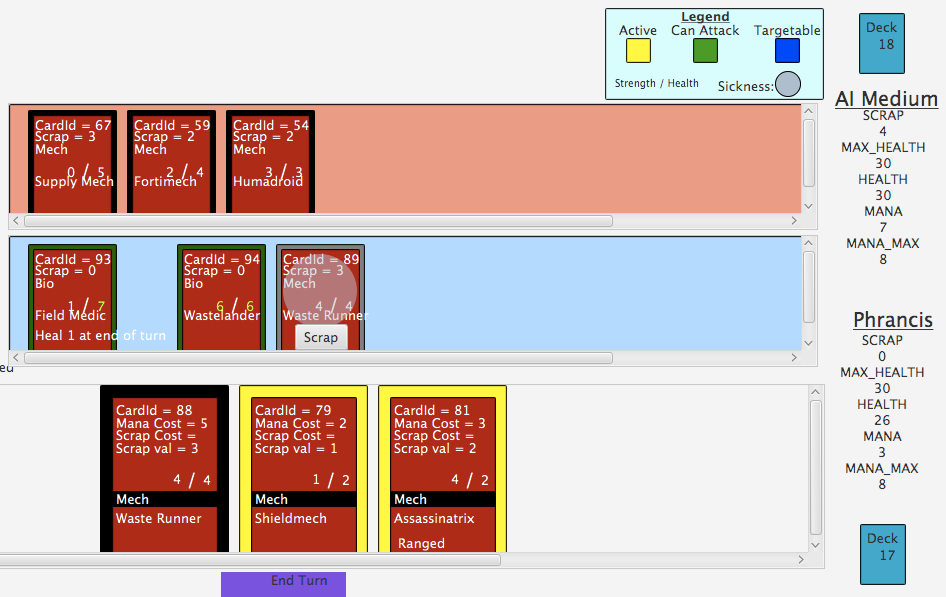 Legend
Active Can Attack Targetable
Strength / Health Sickness:
Deck
18
AI Medium
SCRAP
4
MAX_HEALTH
30
HEALTH
30
MANA
7
MANA_MAX
8
CardId = 67
Scrap = 3
Mech
0 / 5
Supply Mech
CardId = 59
Scrap = 2
Mech
2 / 4
Fortimech
CardId = 54
Scrap = 2
Mech
3 / 3
Humadroid
CardId = 93
Scrap = 0
Bio
1 / 7
Field Medic
Heal 1 at end of turn
CardId = 94
Scrap = 0
Bio
6 / 6
Wastelander
CardId = 89
Scrap = 3
Mech
4 / 4
Waste Runner
Scrap
Phrancis
SCRAP
0
MAX_HEALTH
30
HEALTH
26
MANA
3
MANA_MAX
8
ed
CardId = 88
Mana Cost = 5
Scrap Cost =
Scrap val = 3
4 / 4
Mech
Waste Runner
CardId = 79
Mana Cost = 2
Scrap Cost =
Scrap val = 1
1 / 2
Mech
Shieldmech
CardId = 81
Mana Cost = 3
Scrap Cost =
Scrap val = 2
4 / 2
Mech
Assassinatrix
Ranged
Deck
17
End Turn